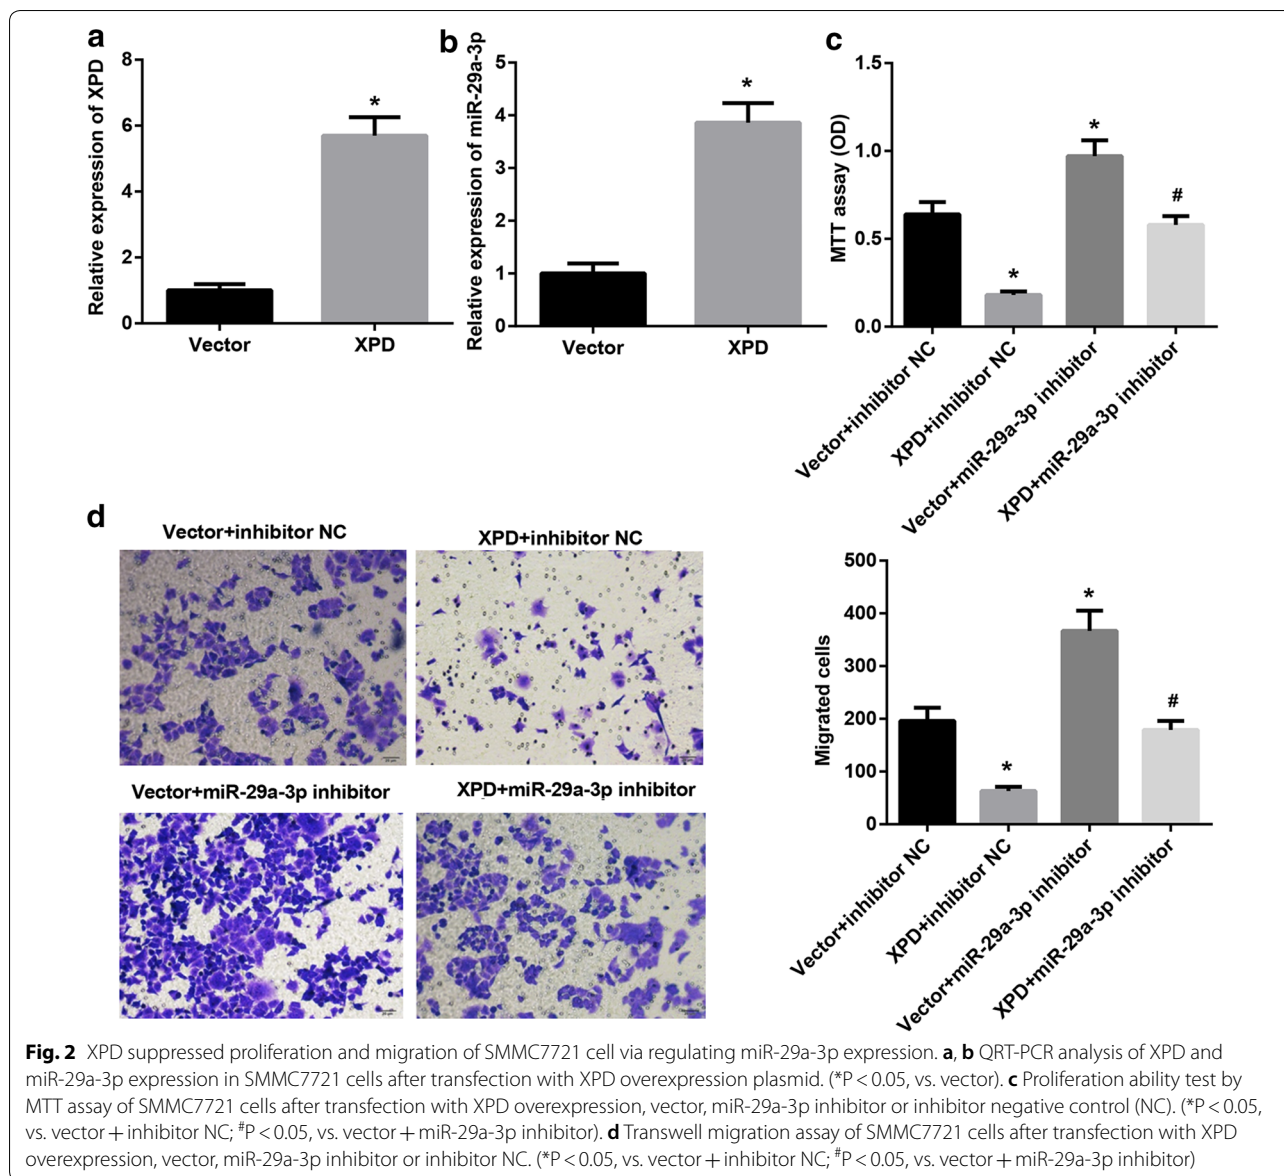 a
Relative expression of XPD
8
6
4
2
0
*
Vector
XPD
b
Relative expression of miR-29a-3p
5
4
3
2
1
0
*
Vector
XPD
c
MTT assay (OD)
1.5
1.0
0.5
0.0
*
*
#
Vector+inhibitor NC
XPD+inhibitor NC
Vector+miR-29a-3p inhibitor
XPD+miR-29a-3p inhibitor
d
Vector+inhibitor NC
XPD+inhibitor NC
Vector+miR-29a-3p inhibitor
XPD+miR-29a-3p inhibitor
Migrated cells
500
400
300
200
100
0
*
*
#
Vector+inhibitor NC
XPD+inhibitor NC
Vector+miR-29a-3p inhibitor
XPD+miR-29a-3p inhibitor
Fig. 2 XPD suppressed proliferation and migration of SMMC7721 cell via regulating miR-29a-3p expression. a, b QRT-PCR analysis of XPD and
miR-29a-3p expression in SMMC7721 cells after transfection with XPD overexpression plasmid. (*P < 0.05, vs. vector). c Proliferation ability test by
MTT assay of SMMC7721 cells after transfection with XPD overexpression, vector, miR-29a-3p inhibitor or inhibitor negative control (NC). (*P < 0.05,
vs. vector + inhibitor NC; #P < 0.05, vs. vector + miR-29a-3p inhibitor). d Transwell migration assay of SMMC7721 cells after transfection with XPD
overexpression, vector, miR-29a-3p inhibitor or inhibitor NC. (*P < 0.05, vs. vector + inhibitor NC; #P < 0.05, vs. vector + miR-29a-3p inhibitor)